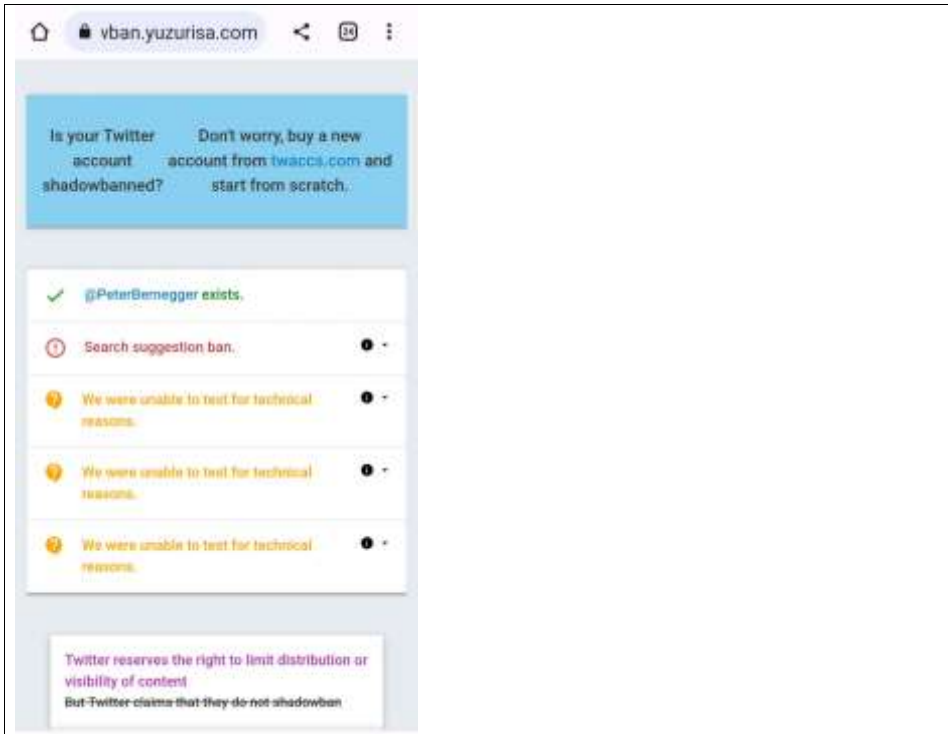 vban.yuzurisa.com
24
Is your Twitter
account
shadowbanned?
Don't worry, buy a new
account from twaccs.com and
start from scratch.
@PeterBernegger exists.
Search suggestion ban.
We were unable to test for technical
reasons.
We were unable to test for technical
reasons.
We were unable to test for technical
reasons.
Twitter reserves the right to limit distribution or
visibility of content
But Twitter claims that they do not shadowban